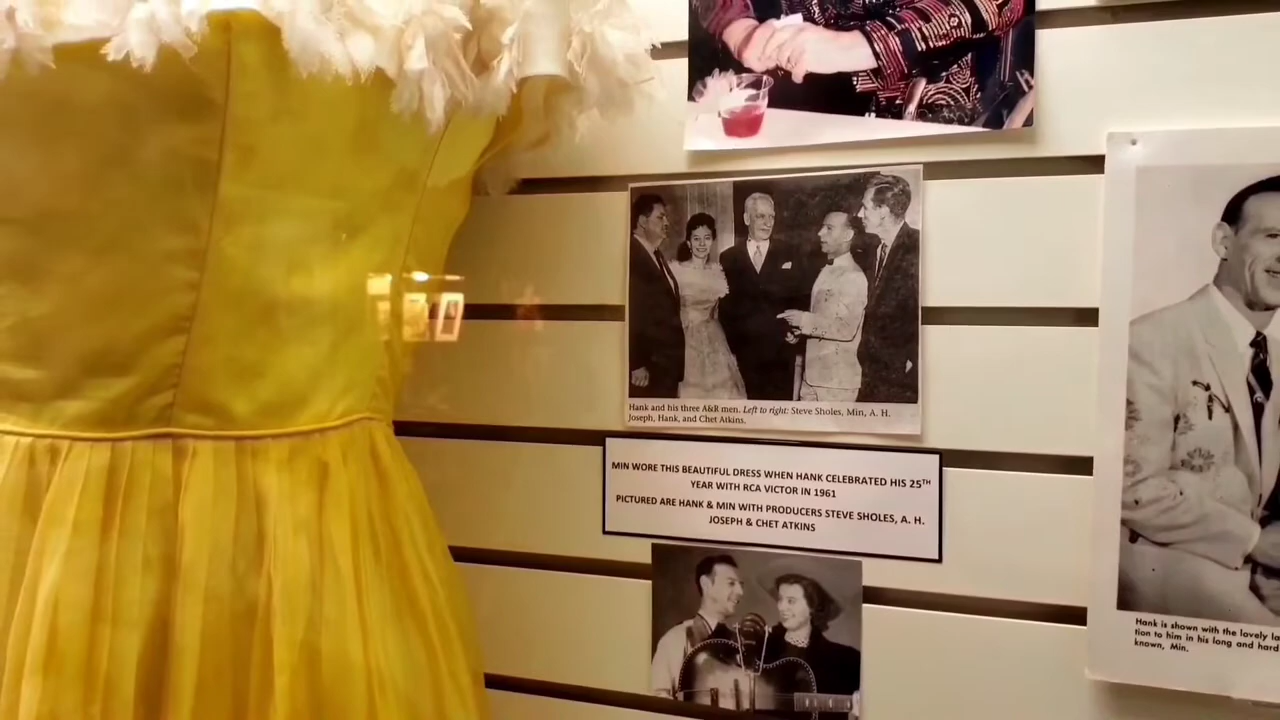 Hank and his three A&R men. Left to right: Steve Sholes, Min, A. H.
Joseph, Hank, and Chet Atkins.
MIN WORE THIS BEAUTIFUL DRESS WHEN HANK CELEBRATED HIS 25TH
YEAR WITH RCA VICTOR IN 1961
PICTURED ARE HANK & MIN WITH PRODUCERS STEVE SHOLES, A. H.
JOSEPH & CHET ATKINS
Hank is shown with the lovely la
tion to him in his long and hard
known, Min.